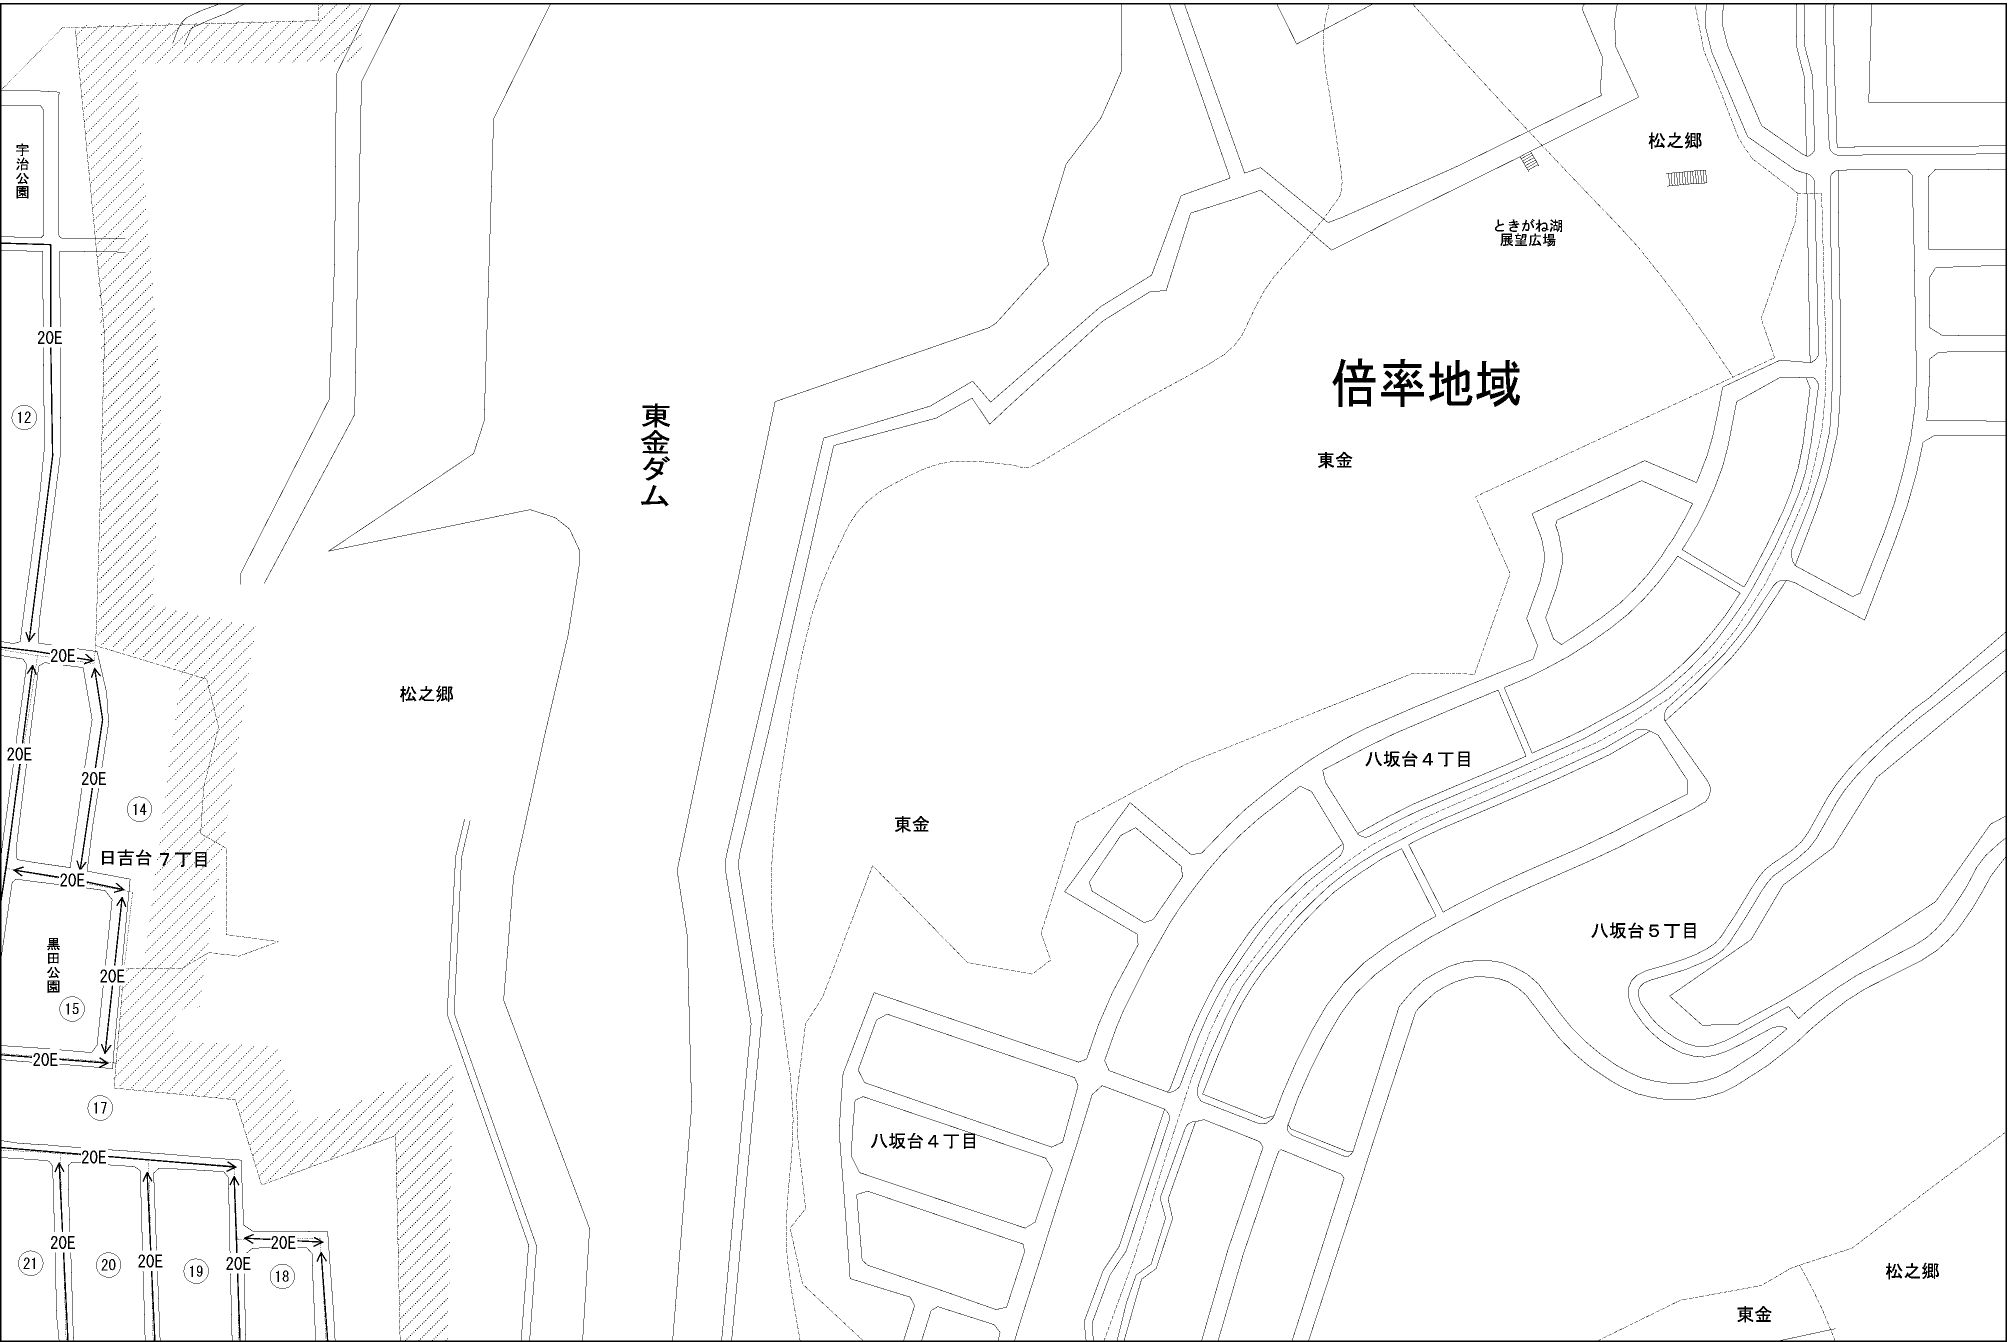 宇治公園
松之郷
ときがね湖
展望広場
20E
倍率地域
12
東金ダム
東金
20E
松之郷
20E
20E
八坂台４丁目
14
東金
日吉台７丁目
20E
八坂台５丁目
黒田公園
20E
15
20E
17
八坂台４丁目
20E
20E
20E
21
20
20E
19
20E
18
松之郷
東金